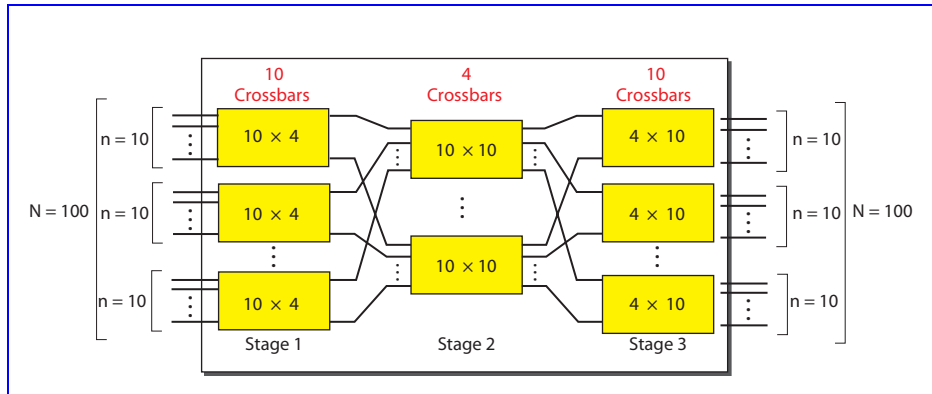 10
Crossbars
4
Crossbars
10
Crossbars
n = 10
10 × 4
10 × 10
4 × 10
n = 10
N = 100
n = 10
10 × 4
4 × 10
n = 10
N = 100
10 × 10
n = 10
10 × 4
4 × 10
n = 10
Stage 1
Stage 2
Stage 3